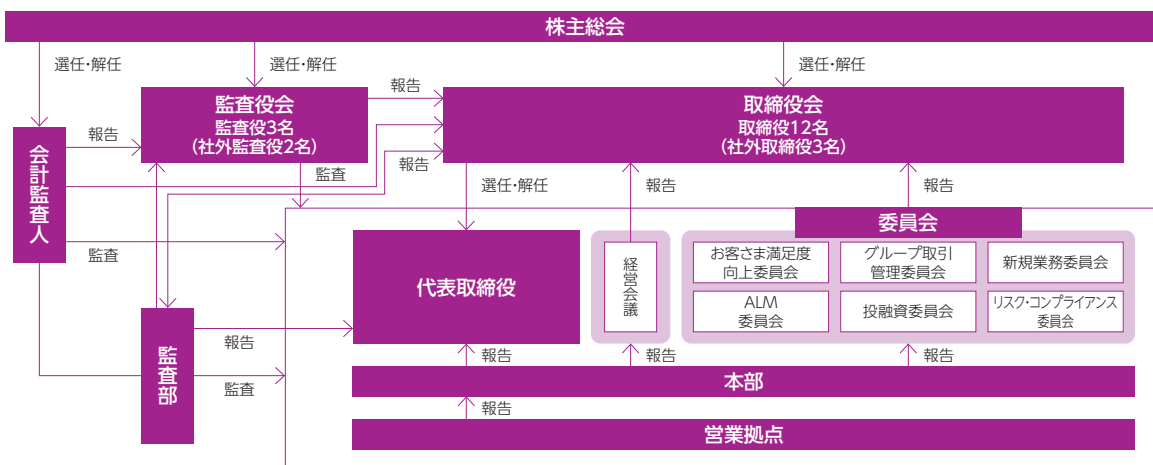 株主総会
選任・解任
選任・解任
選任・解任
監査役会
監査役3名
(社外監査役2名)
報告
取締役会
取締役12名
(社外取締役3名)
会計監査人
報告
報告
監査
選任・解任
報告
報告
監査
代表取締役
経営会議
委員会
お客さま満足度
向上委員会
グループ取引
管理委員会
新規業務委員会
ALM
委員会
投融資委員会
リスク・コンプライアンス
委員会
監査部
報告
監査
報告
報告
報告
本部
報告
営業拠点